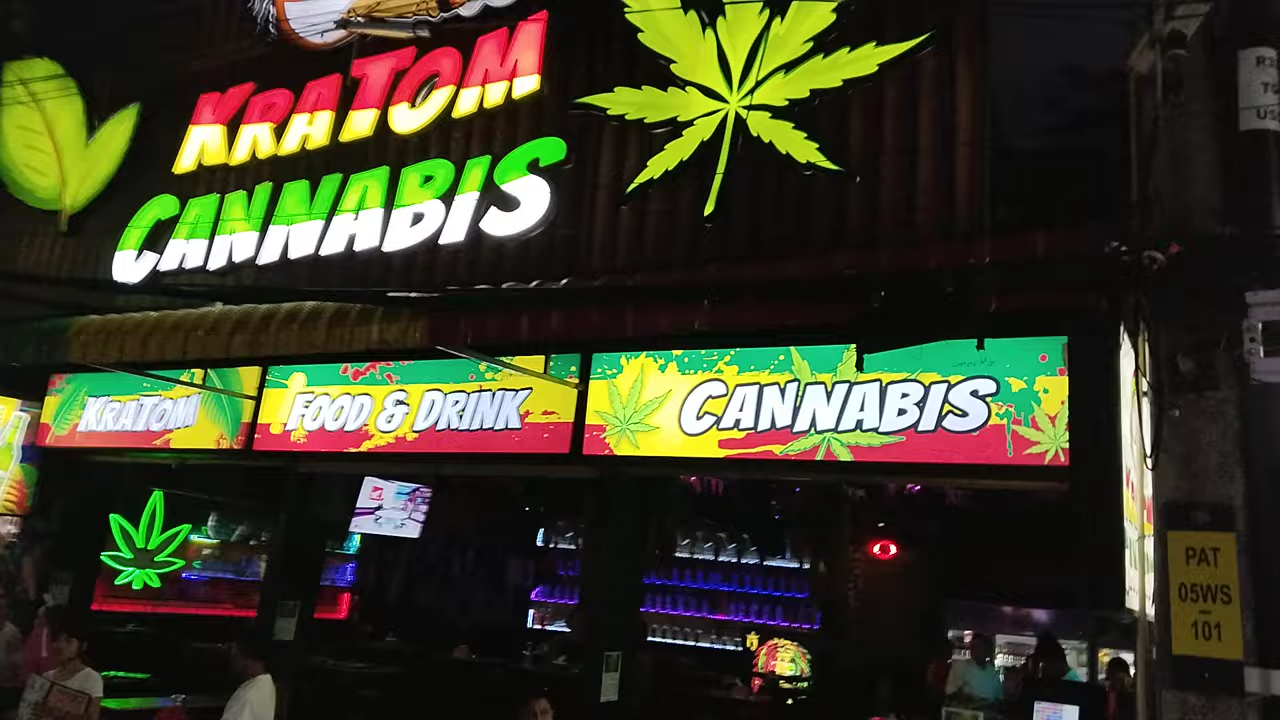 KRATOM
CANNABIS
KRATOM
FOOD & DRINK
CANNABIS
PAT
05WS
101